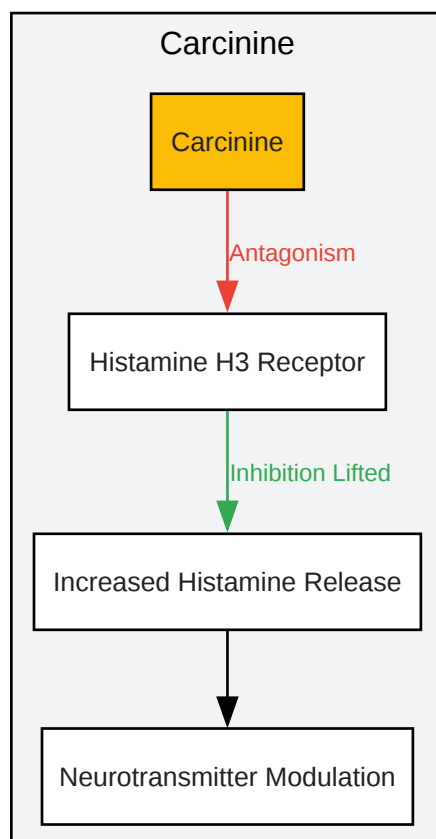 Carcinine
Carcinine
Antagonism
Histamine H3 Receptor
Inhibition Lifted
Increased Histamine Release
Neurotransmitter Modulation